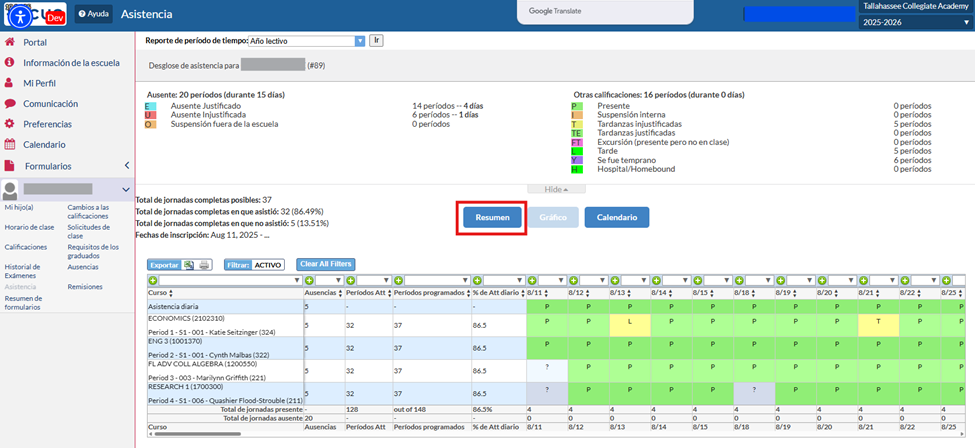 Dev
Ayuda
Asistencia
Google Translate
Tallahassee Collegiate Academy
2025-2026
Portal
Información de la escuela
Mi Perfil
Comunicación
Preferencias
Calendario
Formularios
Mi hijo(a)
Cambios a las calificaciones
Horario de clase
Solicitudes de clase
Calificaciones
Requisitos de los graduados
Historial de Exámenes
Ausencias
Asistencia
Remisiones
Resumen de formularios
Reporte de período de tiempo: Año lectivo Ir
Desglose de asistencia para (#89)
Ausente: 20 períodos (durante 15 días)
E Ausente Justificado 14 períodos -- 4 días
U Ausente Injustificada 6 períodos -- 1 días
O Suspensión fuera de la escuela 0 períodos
Otras calificaciones: 16 períodos (durante 0 días)
P Presente 0 períodos
I Suspensión interna 0 períodos
T Tardanzas injustificadas 5 períodos
TE Tardanzas justificadas 0 períodos
FT Excursión (presente pero no en clase) 0 períodos
L Tarde 5 períodos
Y Se fue temprano 6 períodos
H Hospital/Homebound 0 períodos
Hide
Total de jornadas completas posibles: 37
Total de jornadas completas en que asistió: 32 (86.49%)
Total de jornadas completas en que no asistió: 5 (13.51%)
Fechas de inscripción: Aug 11, 2025 - ...
Resumen Gráfico Calendario
Exportar Filtrar: ACTIVO Clear All Filters
Curso Ausencias Períodos Att Períodos programados % de Att diario 8/11 8/12 8/13 8/14 8/15 8/18 8/19 8/20 8/21 8/22 8/25
Asistencia diaria 5 - - - P P P P P P P P P P P
ECONOMICS (2102310)
Period 1 - S1 - 001 - Katie Seitzinger (324) 5 32 37 86.5 P P L P P P P P T P P
ENG 3 (1001370)
Period 2 - S1 - 001 - Cynth Malbas (322) 5 32 37 86.5 P P P P P P P P P P P
FL ADV COLL ALGEBRA (1200550)
Period 3 - 003 - Marilynn Griffith (221) 5 32 37 86.5 ? P P P P P P P P P P
RESEARCH 1 (1700300)
Period 4 - S1 - 006 - Quashier Flood-Strouble (211) 5 32 37 86.5 ? P P P P ? P P P P P
Total de jornadas presente - 128 out of 148 86.5% 4 4 4 4 4 4 4 4 4 4 4
Total de jornadas ausente 20 - - - 0 0 0 0 0 0 0 0 0 0 0
Curso Ausencias Períodos Att Períodos programados % de Att diario 8/11 8/12 8/13 8/14 8/15 8/18 8/19 8/20 8/21 8/22 8/25